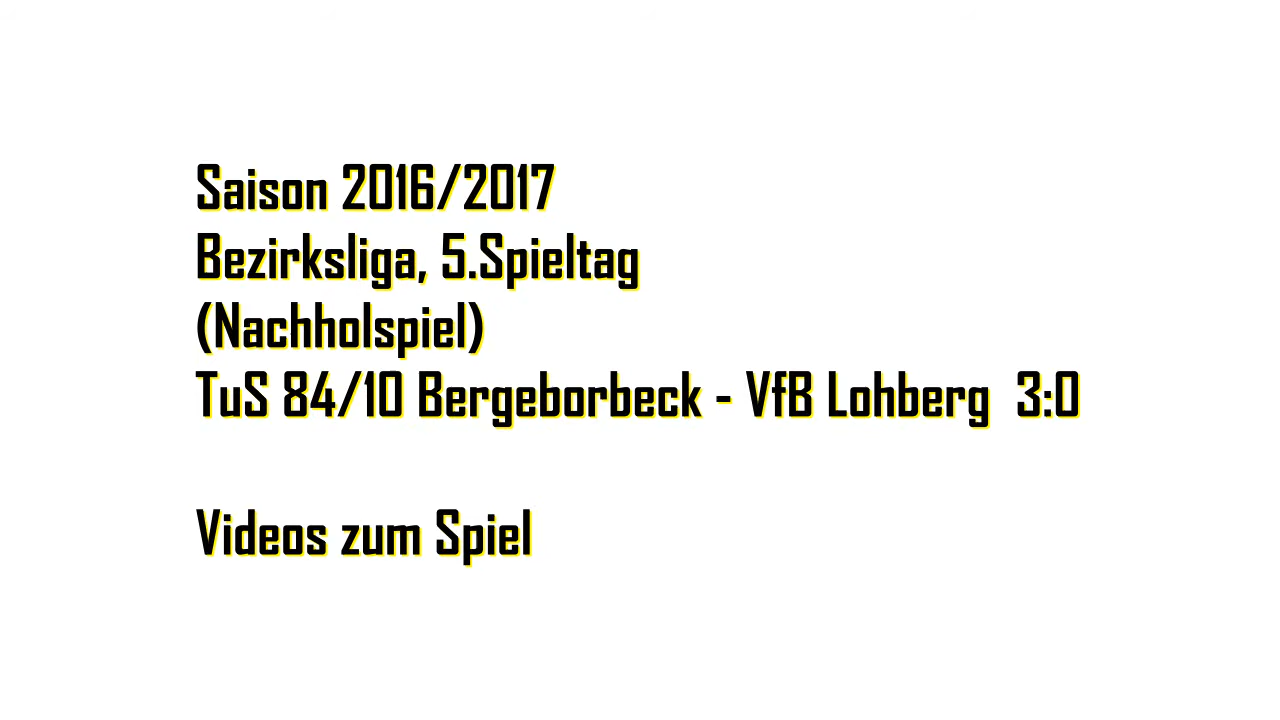 Saison 2016/2017
Bezirksliga, 5.Spieltag
(Nachholspiel)
TuS 84/10 Bergeborbeck - VfB Lohberg  3:0
Videos zum Spiel